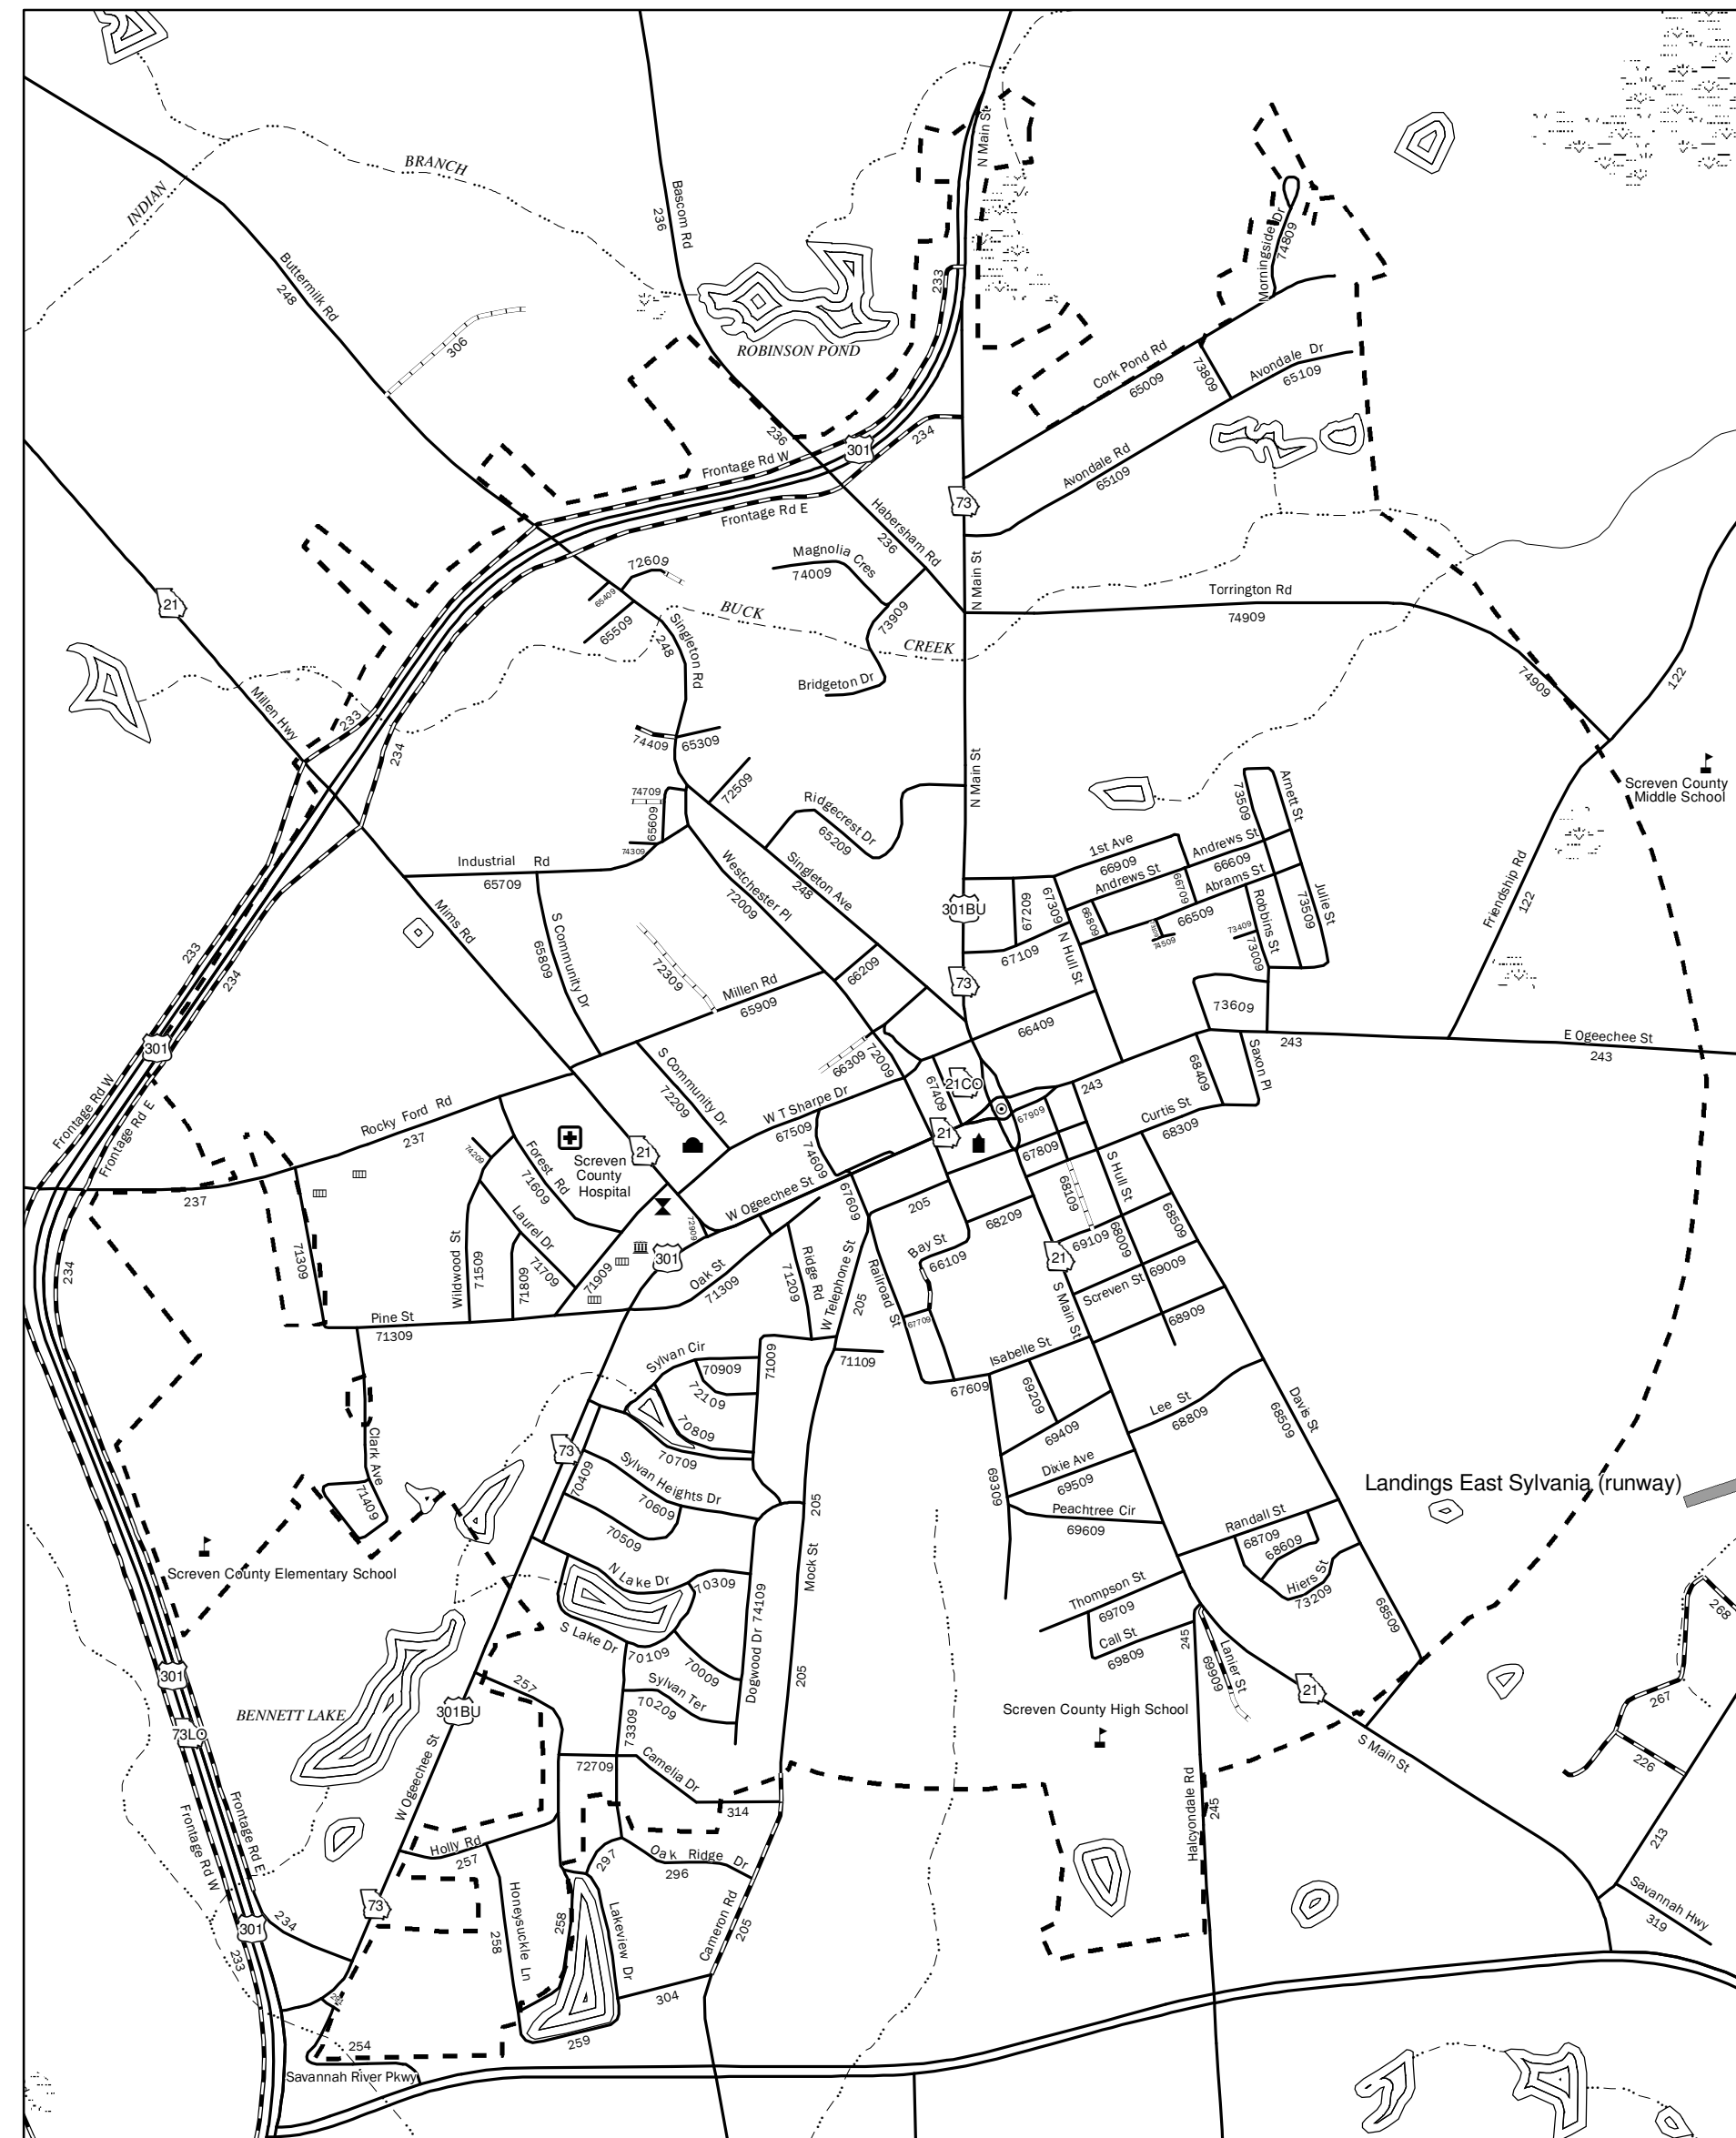 N Main St
BRANCH
INDIAN
Bascom Rd
236
Buttermilk Rd
248
306
ROBINSON POND
233
Morningside Dr
74809
Cork Pond Rd
65009
73809
Avondale Dr
65109
236
301
234
Frontage Rd W
Frontage Rd E
Avondale Rd
65109
73
Habersham Rd
236
Magnolia Cres
74009
72609
65409
65509
21
N Main St
Torrington Rd
74909
BUCK
CREEK
73909
Singleton Rd
248
Bridgeton Dr
74909
122
Millen Hwy
233
234
74409
65309
N Main St
Screven County
Middle School
72509
74709
65609
74309
Ridgecrest Dr
65209
73509
Arnett St
1st Ave
66909
Andrews St
66609
Industrial Rd
65709
Westchester Pl
72009
Singleton Ave
248
Andrews St
66709
Abrams St
66509
Friendship Rd
122
Mims Rd
301BU
67209
67309
66809
74509
73409
Robbins St
73009
Julie St
73509
S Community Dr
65809
72309
66209
67109
N Hull St
233
234
Millen Rd
65909
73
73609
66409
E Ogeechee St
243
243
301
66309
72009
S Community Dr
72209
67409
21CO
68409
Saxon Pl
243
Frontage Rd W
Frontage Rd E
Rocky Ford Rd
237
W T Sharpe Dr
67509
67909
Curtis St
68309
21
67809
Screven
County
Hospital
21
74209
Forest Rd
71609
74609
S Hull St
68109
237
W Ogeechee St
67609
205
68209
68509
72909
Laurel Dr
71709
Wildwood St
71509
71809
71909
71309
234
301
Oak St
71309
Ridge Rd
71209
W Telephone St
205
Railroad St
Bay St
66109
69109
68009
21
69009
Screven St
Pine St
71309
67709
S Main St
68909
Sylvan Cir
70909
71009
71109
Isabelle St
67609
72109
69209
Lee St
68809
Davis St
68509
70809
Clark Ave
71409
73
70709
69409
Sylvan Heights Dr
70409
70609
70509
Dixie Ave
69509
69309
Landings East Sylvania (runway)
205
Peachtree Cir
69609
Randall St
68709
68609
Hiers St
73209
Screven County Elementary School
N Lake Dr
70309
Mock St
Thompson St
69709
Call St
69809
68509
268
S Lake Dr
70109
70009
Dogwood Dr 74109
245
Lanier St
69909
301
257
Sylvan Ter
70209
205
21
267
BENNETT LAKE
301BU
73309
Screven County High School
73LO
226
S Main St
72709
Camelia Dr
W Ogeechee St
314
Frontage Rd W
Frontage Rd E
Halcyondale Rd
245
213
Holly Rd
257
297
Oak Ridge Dr
296
73
Honeysuckle Ln
258
258
Lakeview Dr
Savannah Hwy
319
301
234
233
Cameron Rd
205
304
254
259
Savannah River Pkwy